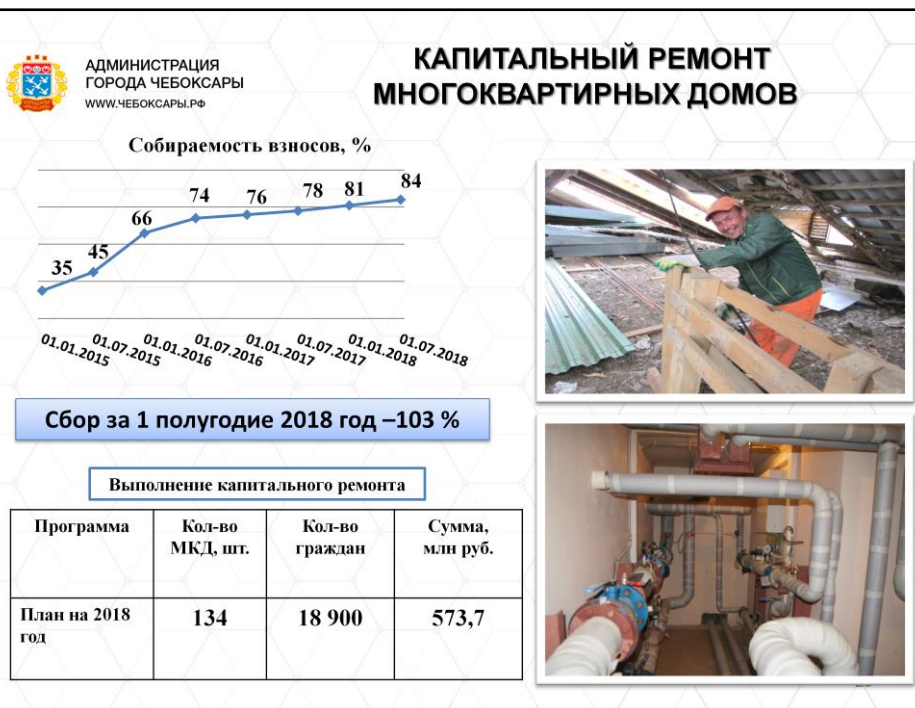 АДМИНИСТРАЦИЯ
ГОРОДА ЧЕБОКСАРЫ
WWW.ЧЕБОКСАРЫ.РФ
КАПИТАЛЬНЫЙ РЕМОНТ
МНОГОКВАРТИРНЫХ ДОМОВ
Собираемость взносов, %
35 45 66 74 76 78 81 84
01.01.2015 01.07.2015 01.01.2016 01.07.2016 01.01.2017 01.07.2017 01.01.2018 01.07.2018
Сбор за 1 полугодие 2018 год –103 %
Выполнение капитального ремонта
Программа Кол-во Кол-во Сумма,
МКД, шт. граждан млн руб.
План на 2018 134 18 900 573,7
год